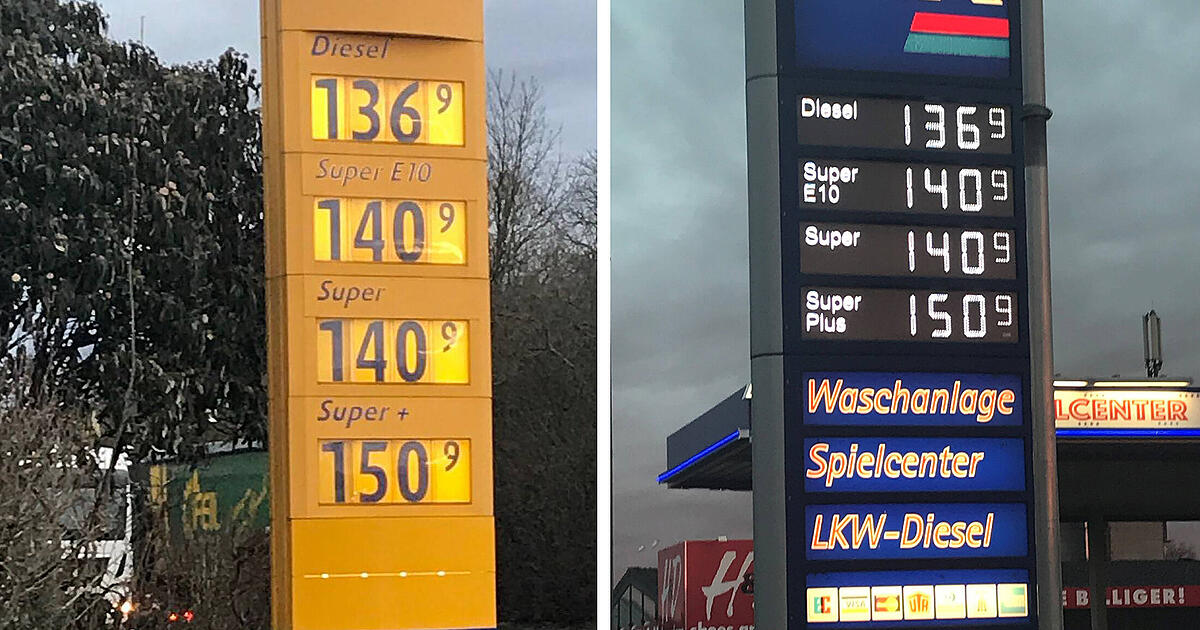 Diesel
136 9
Super E10
140 9
Super
140 9
Super +
150 9
Diesel 136 9
Super
E10 140 9
Super 140 9
Super
Plus 150 9
Waschanlage
Spielcenter
LKW-Diesel
EC VISA UTA
LCENTER
H